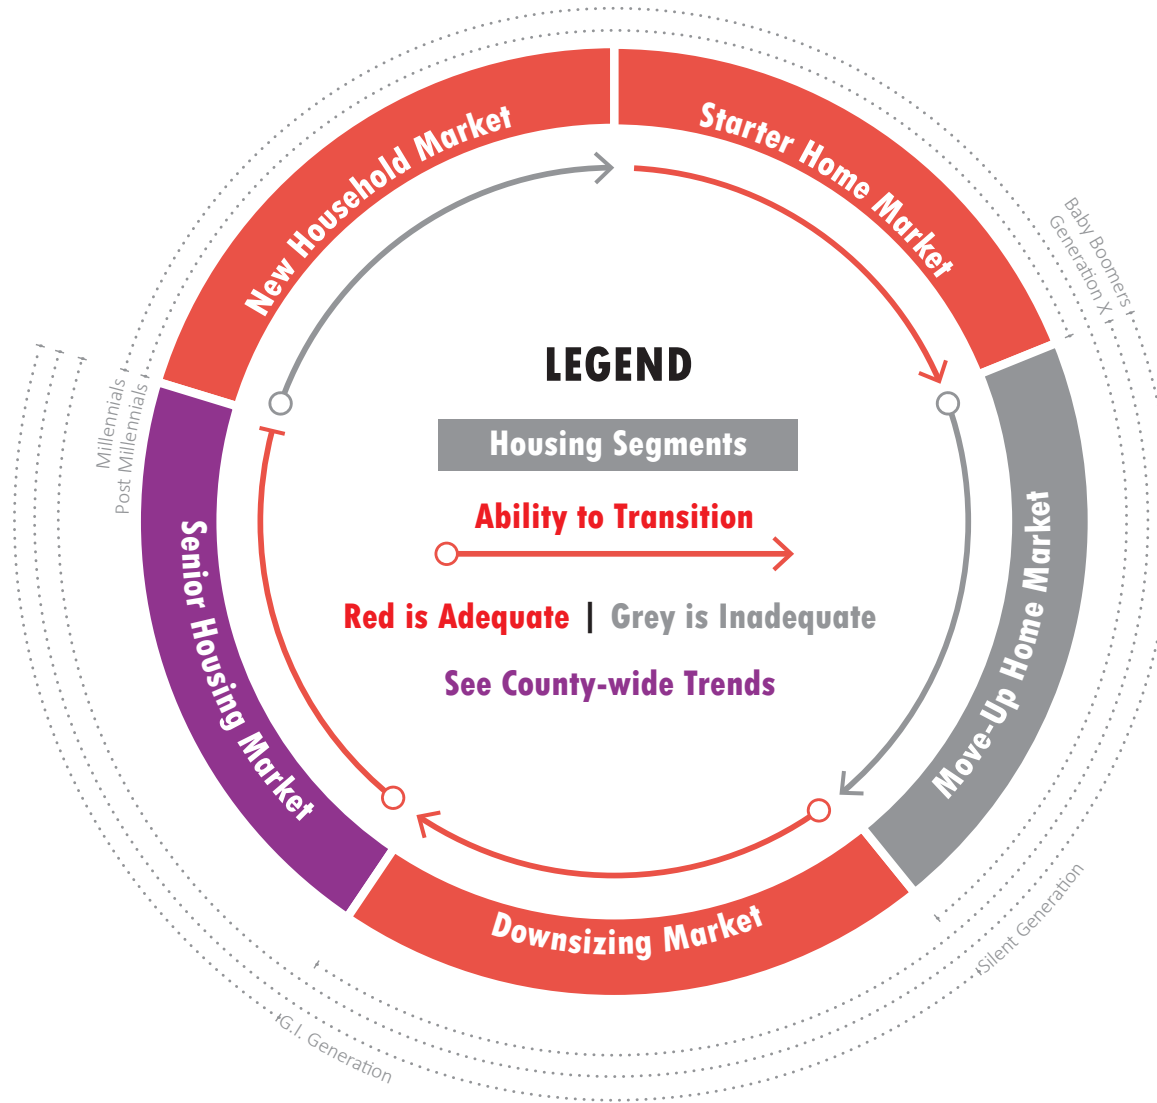 New Household Market
Starter Home Market
Baby Boomers
Generation X
LEGEND
Housing Segments
Ability to Transition
Red is Adequate | Grey is Inadequate
See County-wide Trends
Millennials
Post Millennials
Senior Housing Market
Move-Up Home Market
Downsizing Market
Silent Generation
G.I. Generation